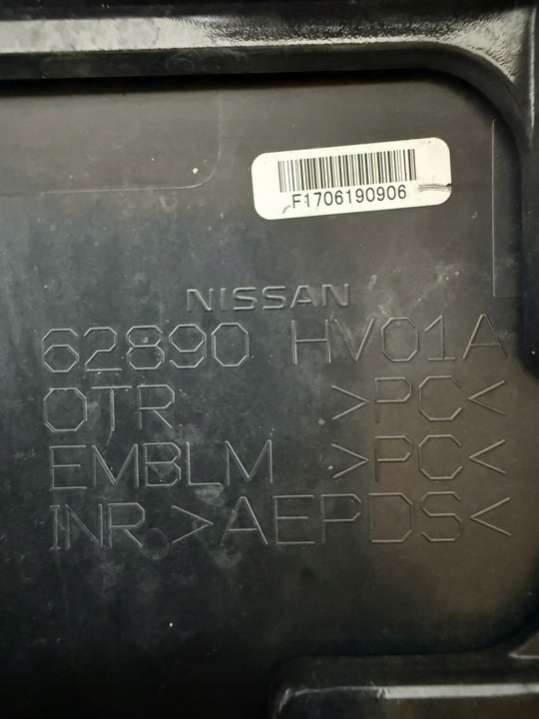 F1706190906
NISSAN
62890 HV01A
OTR >PC<
EMBLM >PC<
INR >AEPDS<